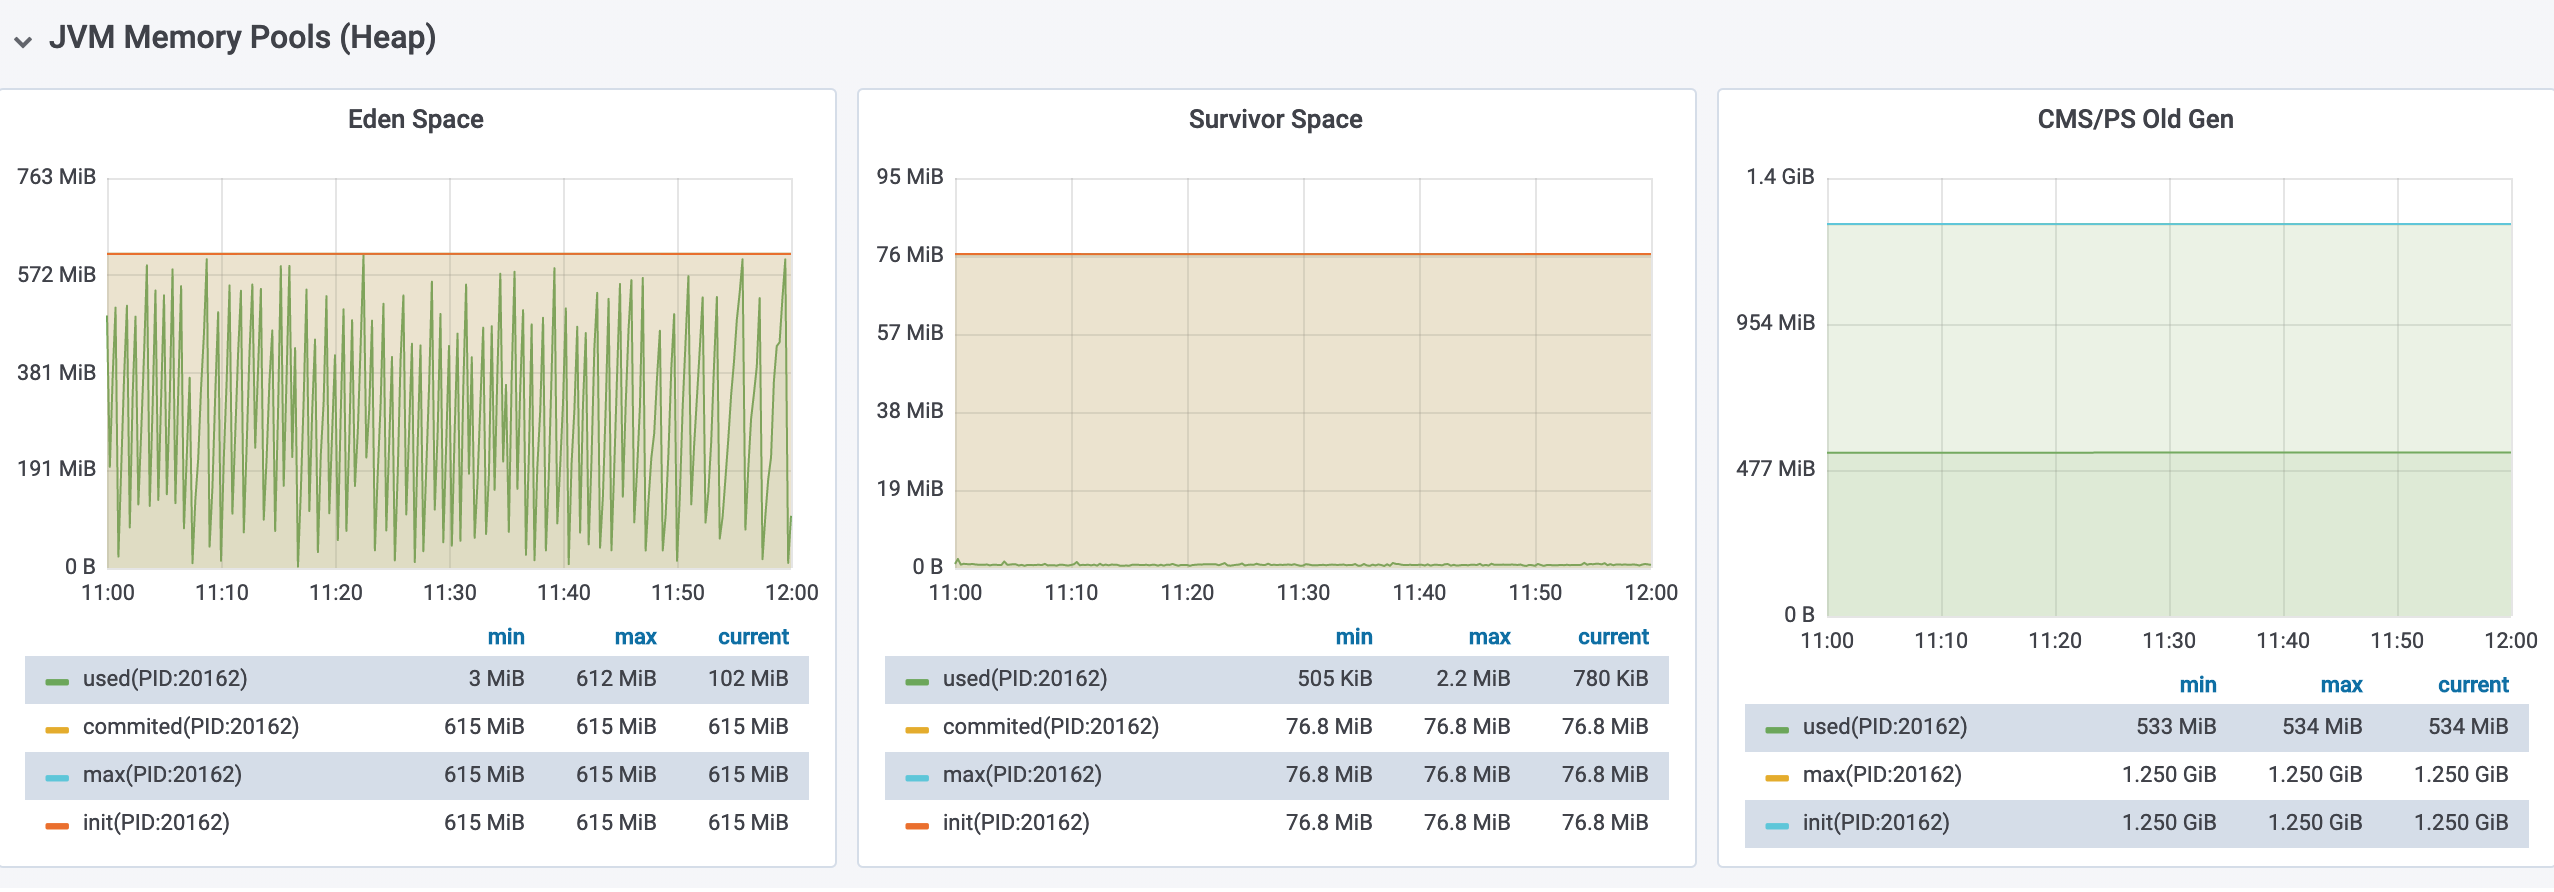 JVM Memory Pools (Heap)
Eden Space
763 MiB
572 MiB
381 MiB
191 MiB
0 B
11:00 11:10 11:20 11:30 11:40 11:50 12:00
min max current
used(PID:20162) 3 MiB 612 MiB 102 MiB
commited(PID:20162) 615 MiB 615 MiB 615 MiB
max(PID:20162) 615 MiB 615 MiB 615 MiB
init(PID:20162) 615 MiB 615 MiB 615 MiB
Survivor Space
95 MiB
76 MiB
57 MiB
38 MiB
19 MiB
0 B
11:00 11:10 11:20 11:30 11:40 11:50 12:00
min max current
used(PID:20162) 505 KiB 2.2 MiB 780 KiB
commited(PID:20162) 76.8 MiB 76.8 MiB 76.8 MiB
max(PID:20162) 76.8 MiB 76.8 MiB 76.8 MiB
init(PID:20162) 76.8 MiB 76.8 MiB 76.8 MiB
CMS/PS Old Gen
1.4 GiB
954 MiB
477 MiB
0 B
11:00 11:10 11:20 11:30 11:40 11:50 12:00
min max current
used(PID:20162) 533 MiB 534 MiB 534 MiB
max(PID:20162) 1.250 GiB 1.250 GiB 1.250 GiB
init(PID:20162) 1.250 GiB 1.250 GiB 1.250 GiB